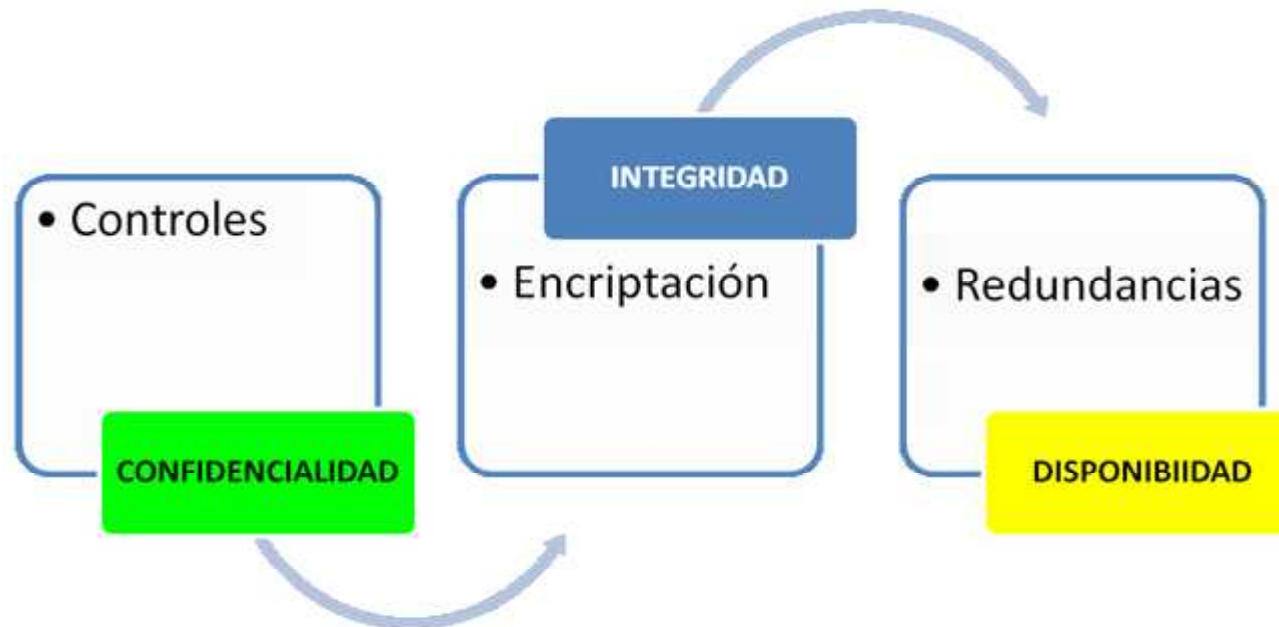 • Controles
CONFIDENCIALIDAD
INTEGRIDAD
• Encriptación
• Redundancias
DISPONIBIIDAD